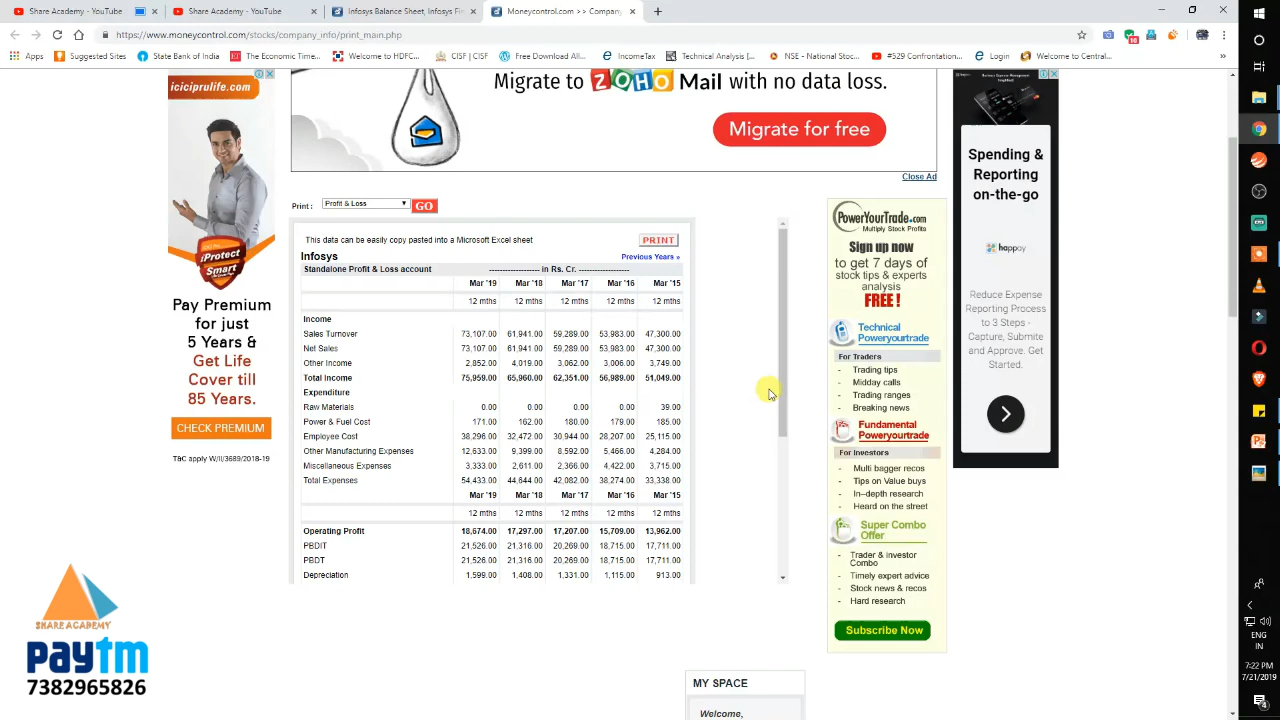 Infosys Balance Sheet, Infosys Fi
Moneycontrol.com >> Company
https://www.moneycontrol.com/stocks/company_info/print_main.php
Apps
Suggested Sites
State Bank of India
The Economic Times
Welcome to HDFC...
CISF | CISF
Free Download All...
IncomeTax
Technical Analysis [...
NSE - National Stoc...
#529 Confrontation...
Login
Welcome to Central...
iciciprulife.com
iProtect
Smart
Pay Premium
for just
5 Years &
Get Life
Cover till
85 Years.
CHECK PREMIUM
T&C apply W/II/3689/2018-19
Migrate to ZOHO Mail with no data loss.
Migrate for free
Close Ad
Print : Profit & Loss GO
This data can be easily copy pasted into a Microsoft Excel sheet PRINT
Infosys Previous Years »
Standalone Profit & Loss account ------------------- in Rs. Cr. -------------------
Mar '19 Mar '18 Mar '17 Mar '16 Mar '15
12 mths 12 mths 12 mths 12 mths 12 mths
Income
Sales Turnover 73,107.00 61,941.00 59,289.00 53,983.00 47,300.00
Net Sales 73,107.00 61,941.00 59,289.00 53,983.00 47,300.00
Other Income 2,852.00 4,019.00 3,062.00 3,006.00 3,749.00
Total Income 75,959.00 65,960.00 62,351.00 56,989.00 51,049.00
Expenditure
Raw Materials 0.00 0.00 0.00 0.00 39.00
Power & Fuel Cost 171.00 162.00 180.00 179.00 185.00
Employee Cost 38,296.00 32,472.00 30,944.00 28,207.00 25,115.00
Other Manufacturing Expenses 12,633.00 9,399.00 8,592.00 5,466.00 4,284.00
Miscellaneous Expenses 3,333.00 2,611.00 2,366.00 4,422.00 3,715.00
Total Expenses 54,433.00 44,644.00 42,082.00 38,274.00 33,338.00
Mar '19 Mar '18 Mar '17 Mar '16 Mar '15
12 mths 12 mths 12 mths 12 mths 12 mths
Operating Profit 18,674.00 17,297.00 17,207.00 15,709.00 13,962.00
PBDIT 21,526.00 21,316.00 20,269.00 18,715.00 17,711.00
PBDT 21,526.00 21,316.00 20,269.00 18,715.00 17,711.00
Depreciation 1,599.00 1,408.00 1,331.00 1,115.00 913.00
PowerYourTrade.com
Multiply Stock Profits
Sign up now
to get 7 days of
stock tips & experts
analysis
FREE !
Technical
Poweryourtrade
For Traders
- Trading tips
- Midday calls
- Trading ranges
- Breaking news
Fundamental
Poweryourtrade
For Investors
- Multi bagger recos
- Tips on Value buys
- In–depth research
- Heard on the street
Super Combo
Offer
- Trader & investor
Combo
- Timely expert advice
- Stock news & recos
- Hard research
Subscribe Now
Spending &
Reporting
on-the-go
happay
Reduce Expense
Reporting Process
to 3 Steps -
Capture, Submite
and Approve. Get
Started.
MY SPACE
Welcome,
SHARE ACADEMY
paytm
7382965826
ENG
IN
7:22 PM
7/21/2019
4